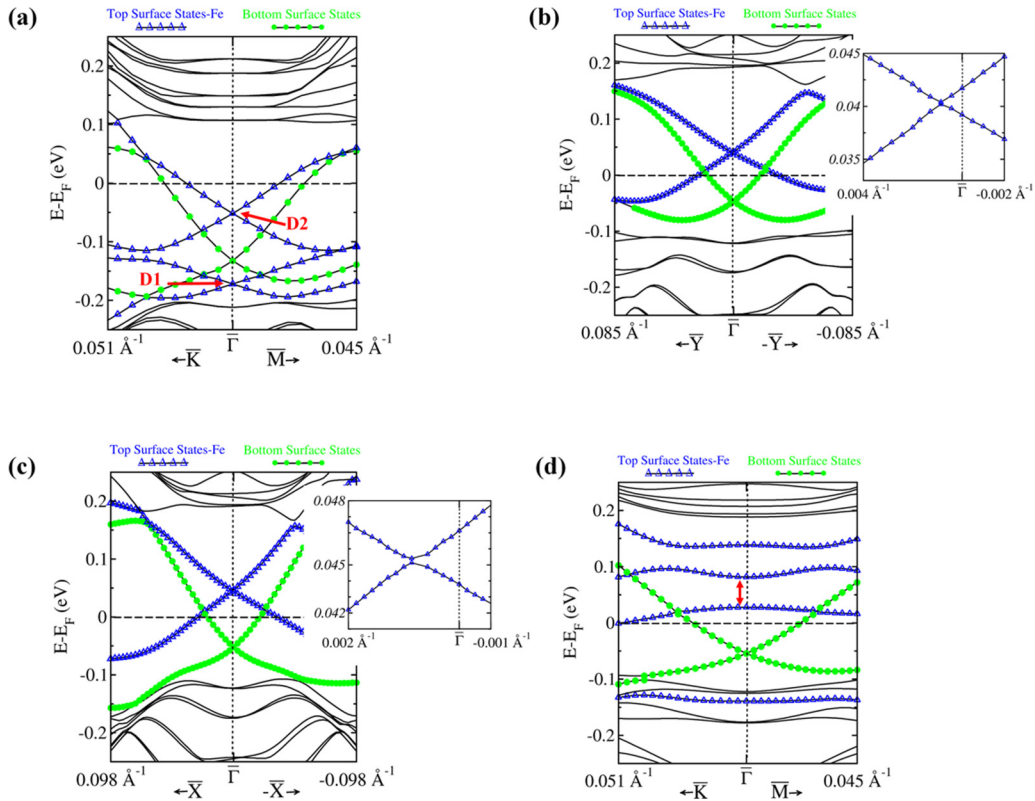 (a)
Top Surface States-Fe
Bottom Surface States
0.2
0.1
0
-0.1
-0.2
E-E_F (eV)
D2
D1
0.051 Å⁻¹
←K̅
Γ̅
M̅→
0.045 Å⁻¹
(b)
Top Surface States-Fe
Bottom Surface States
0.2
0.1
0
-0.1
-0.2
E-E_F (eV)
0.085 Å⁻¹
←Y̅
Γ̅
-Y̅→
-0.085 Å⁻¹
0.045
0.04
0.035
0.004 Å⁻¹
Γ̅
-0.002 Å⁻¹
(c)
Top Surface States-Fe
Bottom Surface States
0.2
0.1
0
-0.1
-0.2
E-E_F (eV)
0.098 Å⁻¹
←X̅
Γ̅
-X̅→
-0.098 Å⁻¹
0.048
0.045
0.042
0.002 Å⁻¹
Γ̅
-0.001 Å⁻¹
(d)
Top Surface States-Fe
Bottom Surface States
0.2
0.1
0
-0.1
-0.2
E-E_F (eV)
0.051 Å⁻¹
←K̅
Γ̅
M̅→
0.045 Å⁻¹